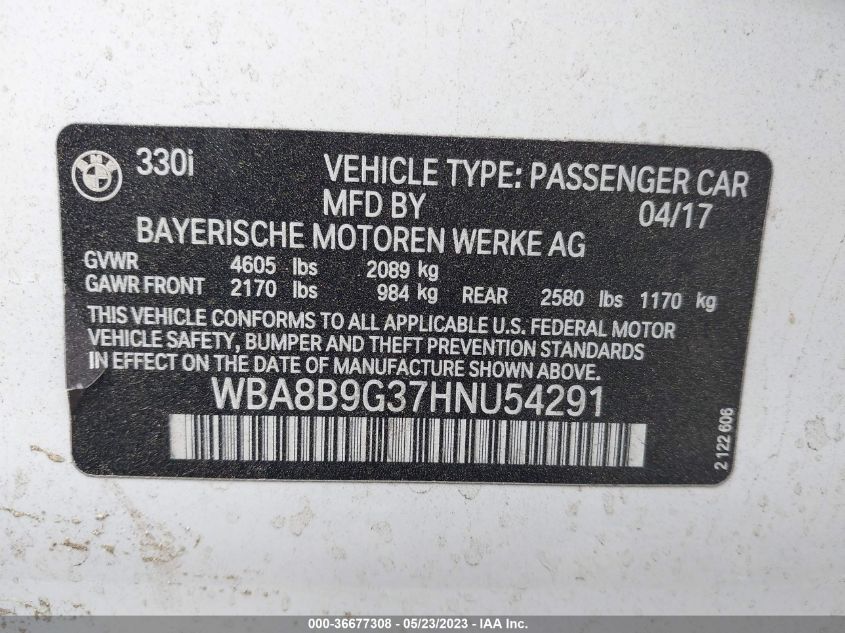 BMW
330i
VEHICLE TYPE: PASSENGER CAR
MFD BY 04/17
BAYERISCHE MOTOREN WERKE AG
GVWR 4605 lbs 2089 kg
GAWR FRONT 2170 lbs 984 kg REAR 2580 lbs 1170 kg
THIS VEHICLE CONFORMS TO ALL APPLICABLE U.S. FEDERAL MOTOR
VEHICLE SAFETY, BUMPER AND THEFT PREVENTION STANDARDS
IN EFFECT ON THE DATE OF MANUFACTURE SHOWN ABOVE.
WBA8B9G37HNU54291
2 122 606
000-36677308 - 05/23/2023 - IAA Inc.